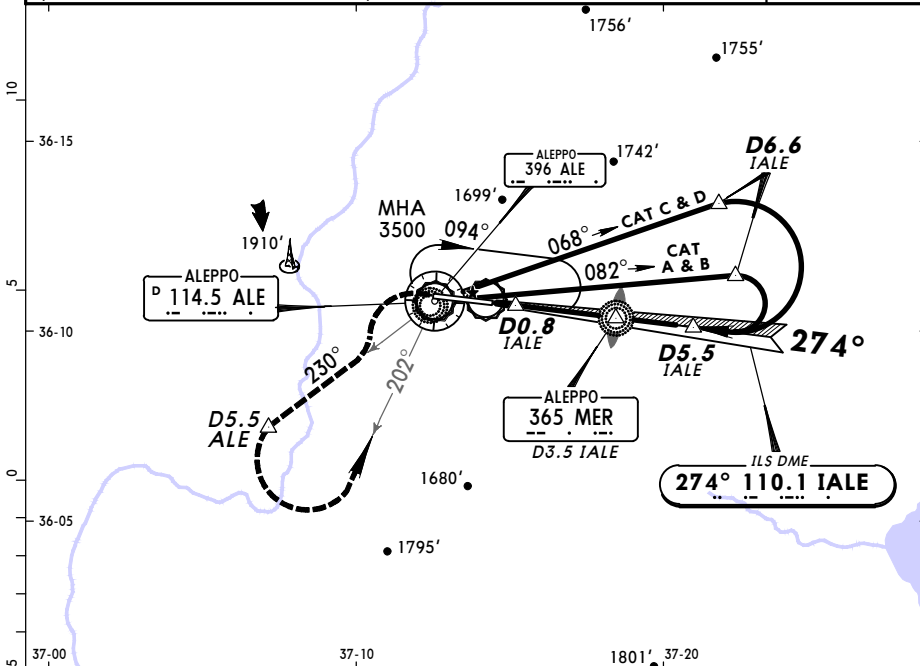 1756’
1755’
10
36-15
ALEPPO
396 ALE
1742’
D6.6
IALE
1699’
MHA
3500
094°
068°
CAT C & D
1910’
082°
CAT
A & B
ALEPPO
D 114.5 ALE
5
36-10
D0.8
IALE
274°
D5.5
IALE
230°
202°
ALEPPO
365 MER
D3.5 IALE
D5.5
ALE
ILS DME
274° 110.1 IALE
0
1680’
36-05
1795’
5
37-00
37-10
1801’
37-20